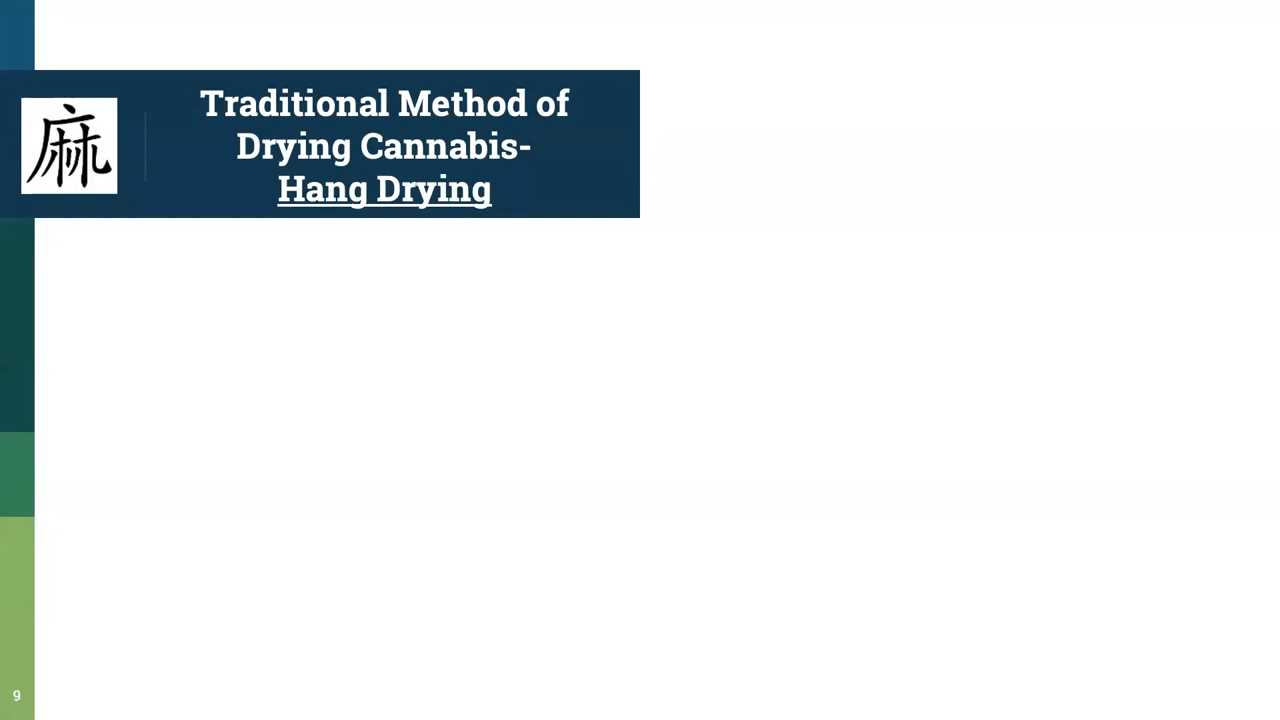 麻
Traditional Method of
Drying Cannabis-
Hang Drying
9